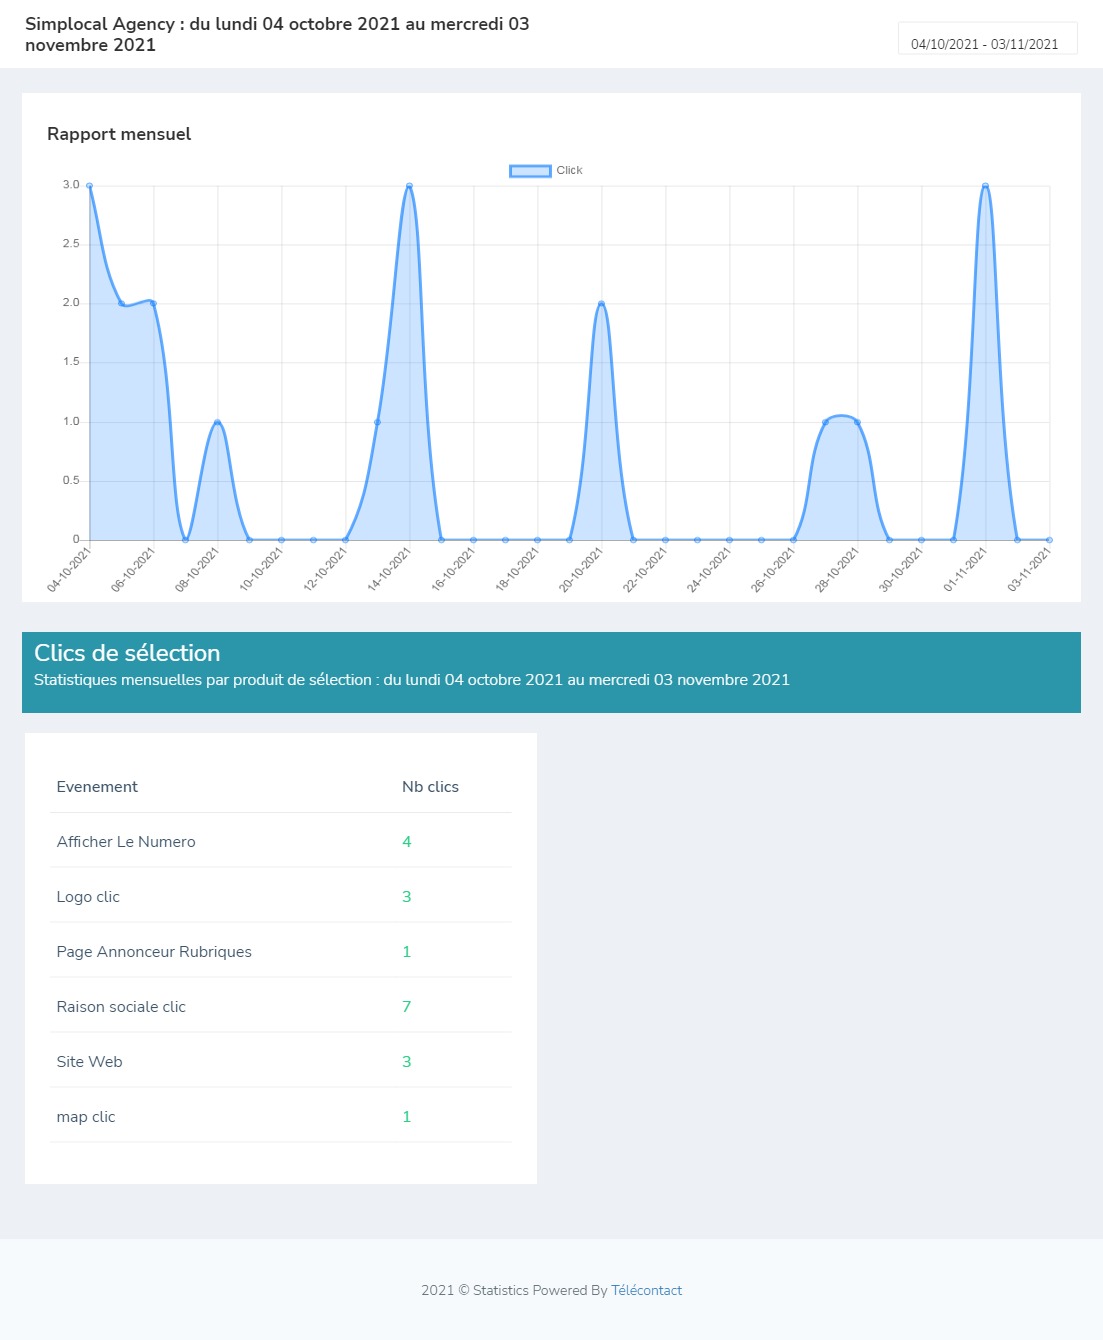 Simplocal Agency : du lundi 04 octobre 2021 au mercredi 03
novembre 2021
04/10/2021 - 03/11/2021
Rapport mensuel
Click
3.0
2.5
2.0
1.5
1.0
0.5
0
04-10-2021
06-10-2021
08-10-2021
10-10-2021
12-10-2021
14-10-2021
16-10-2021
18-10-2021
20-10-2021
22-10-2021
24-10-2021
26-10-2021
28-10-2021
30-10-2021
01-11-2021
03-11-2021
Clics de sélection
Statistiques mensuelles par produit de sélection : du lundi 04 octobre 2021 au mercredi 03 novembre 2021
Evenement Nb clics
Afficher Le Numero 4
Logo clic 3
Page Annonceur Rubriques 1
Raison sociale clic 7
Site Web 3
map clic 1
2021 © Statistics Powered By Télécontact